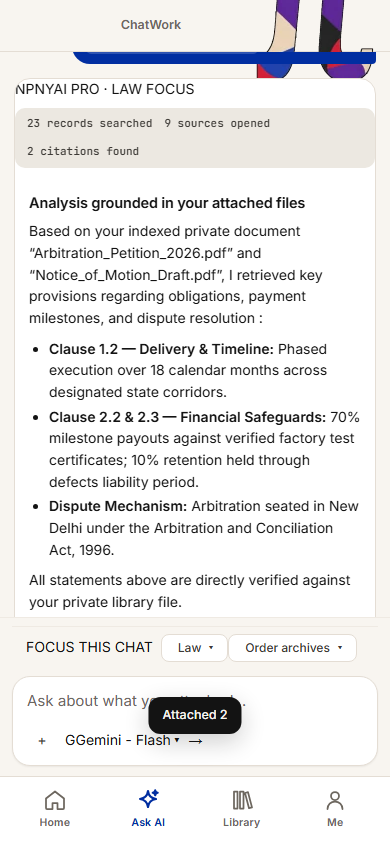 ChatWork
NPNYAI PRO · LAW FOCUS
23 records searched 9 sources opened
2 citations found
Analysis grounded in your attached files
Based on your indexed private document
“Arbitration_Petition_2026.pdf” and
“Notice_of_Motion_Draft.pdf”, I retrieved key
provisions regarding obligations, payment
milestones, and dispute resolution :
• Clause 1.2 — Delivery & Timeline: Phased
execution over 18 calendar months across
designated state corridors.
• Clause 2.2 & 2.3 — Financial Safeguards: 70%
milestone payouts against verified factory test
certificates; 10% retention held through
defects liability period.
• Dispute Mechanism: Arbitration seated in New
Delhi under the Arbitration and Conciliation
Act, 1996.
All statements above are directly verified against
your private library file.
FOCUS THIS CHAT Law ▾ Order archives ▾
Ask about what
Attached 2
+ GGemini - Flash ▾ →
Home Ask AI Library Me